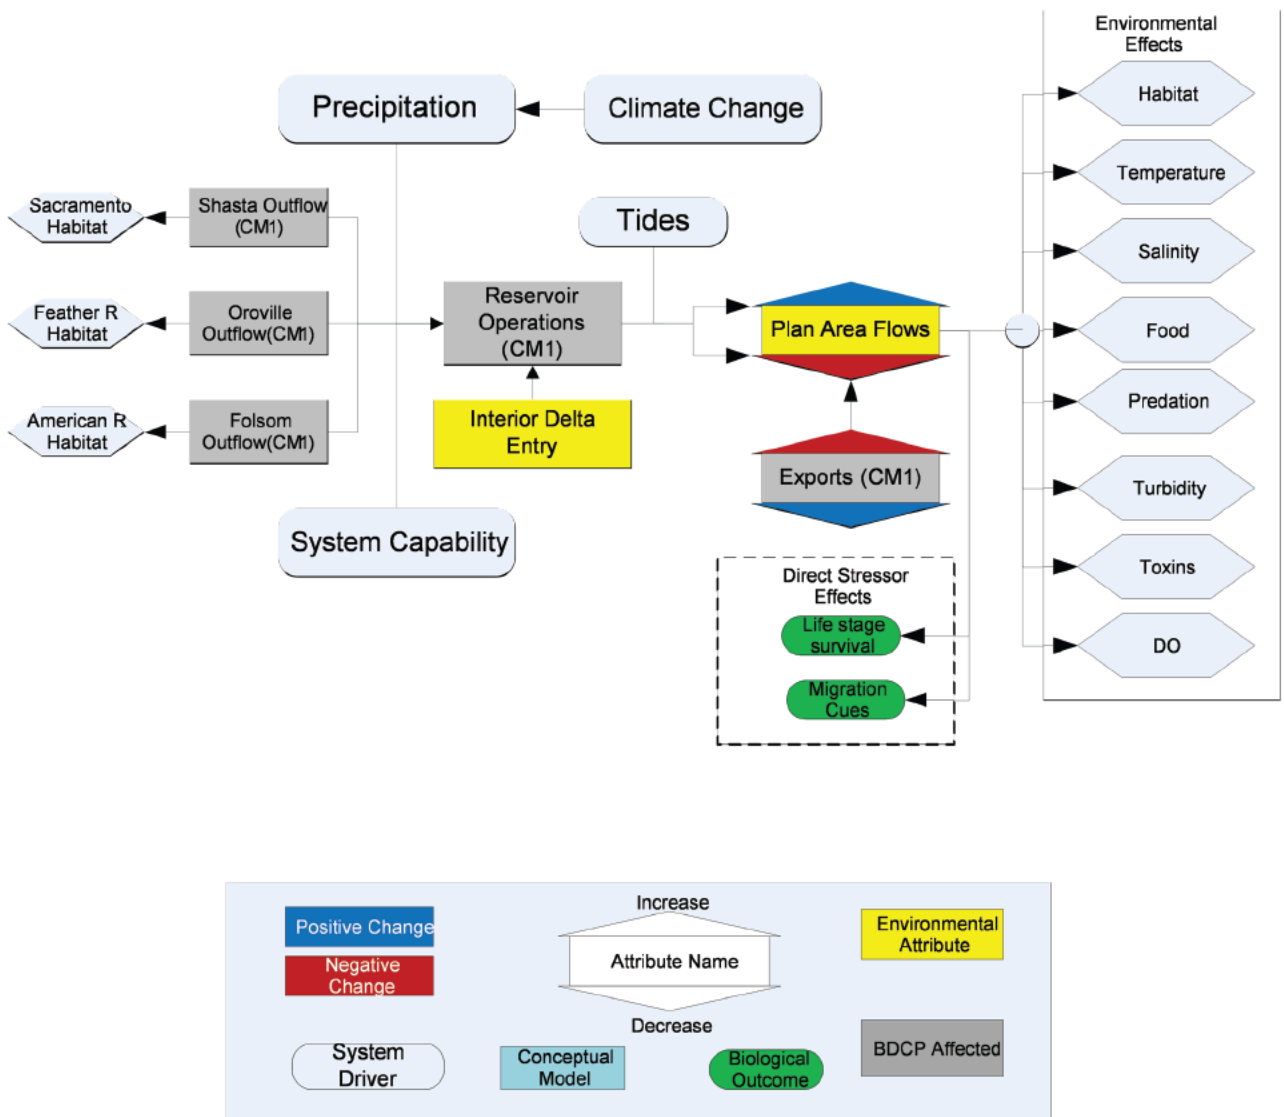 Environmental
Effects
Precipitation
Climate Change
Habitat
Temperature
Sacramento
Habitat
Shasta Outflow
(CM1)
Tides
Salinity
Feather R
Habitat
Oroville
Outflow(CM1)
Reservoir
Operations
(CM1)
Plan Area Flows
Food
American R
Habitat
Folsom
Outflow(CM1)
Interior Delta
Entry
Predation
Exports (CM1)
Turbidity
System Capability
Direct Stressor
Effects
Toxins
Life stage
survival
DO
Migration
Cues
Increase
Positive Change
Environmental
Attribute
Negative
Change
Attribute Name
Decrease
System
Driver
Conceptual
Model
Biological
Outcome
BDCP Affected